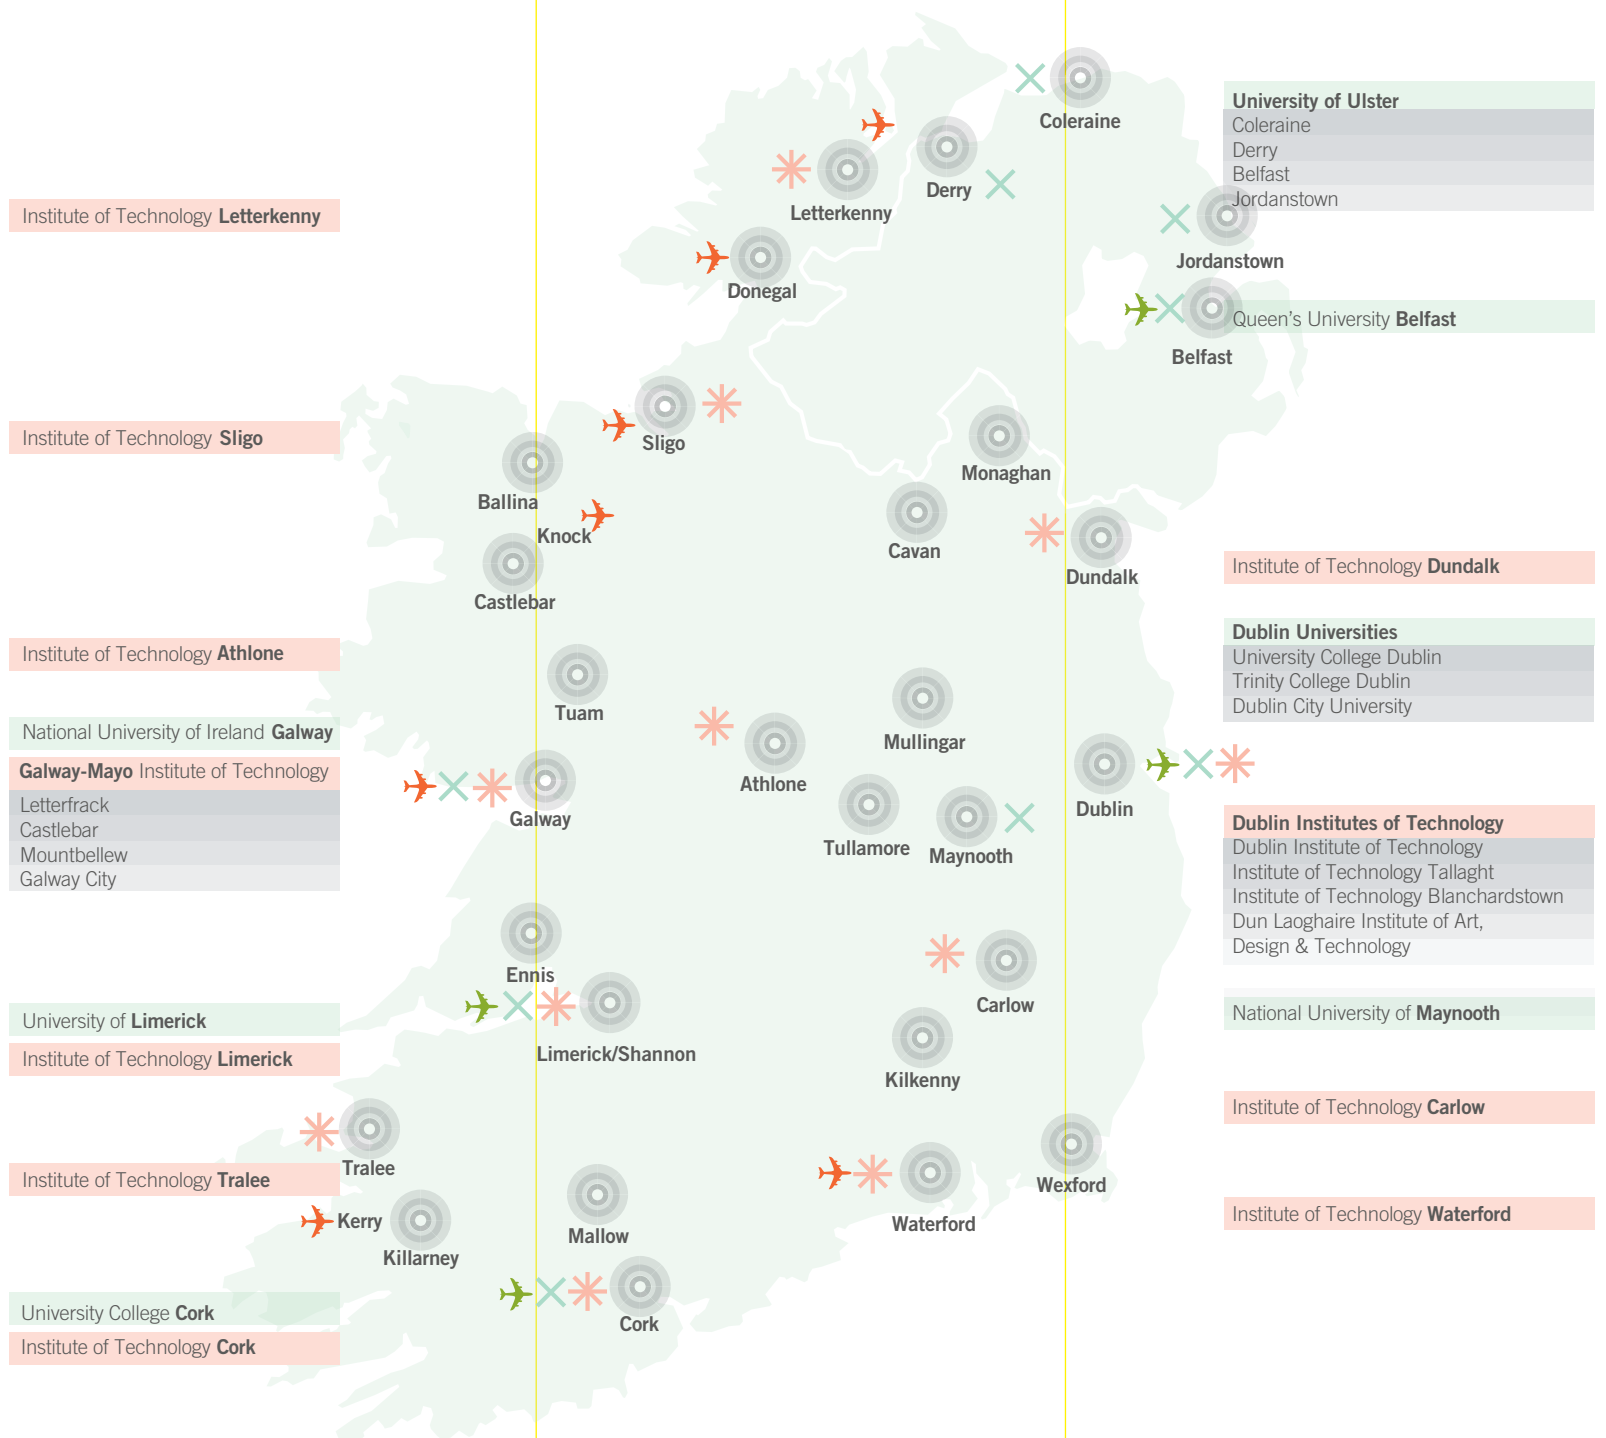 Institute of Technology Letterkenny
Institute of Technology Sligo
Institute of Technology Athlone
National University of Ireland Galway
Galway-Mayo Institute of Technology
Letterfrack
Castlebar
Mountbellew
Galway City
University of Limerick
Institute of Technology Limerick
Institute of Technology Tralee
University College Cork
Institute of Technology Cork
Coleraine
Derry
Letterkenny
Donegal
Jordanstown
Belfast
Sligo
Monaghan
Ballina
Knock
Cavan
Dundalk
Castlebar
Tuam
Mullingar
Athlone
Galway
Dublin
Tullamore
Maynooth
Ennis
Carlow
Limerick/Shannon
Kilkenny
Tralee
Wexford
Kerry
Waterford
Mallow
Killarney
Cork
University of Ulster
Coleraine
Derry
Belfast
Jordanstown
Queen's University Belfast
Institute of Technology Dundalk
Dublin Universities
University College Dublin
Trinity College Dublin
Dublin City University
Dublin Institutes of Technology
Dublin Institute of Technology
Institute of Technology Tallaght
Institute of Technology Blanchardstown
Dun Laoghaire Institute of Art,
Design & Technology
National University of Maynooth
Institute of Technology Carlow
Institute of Technology Waterford